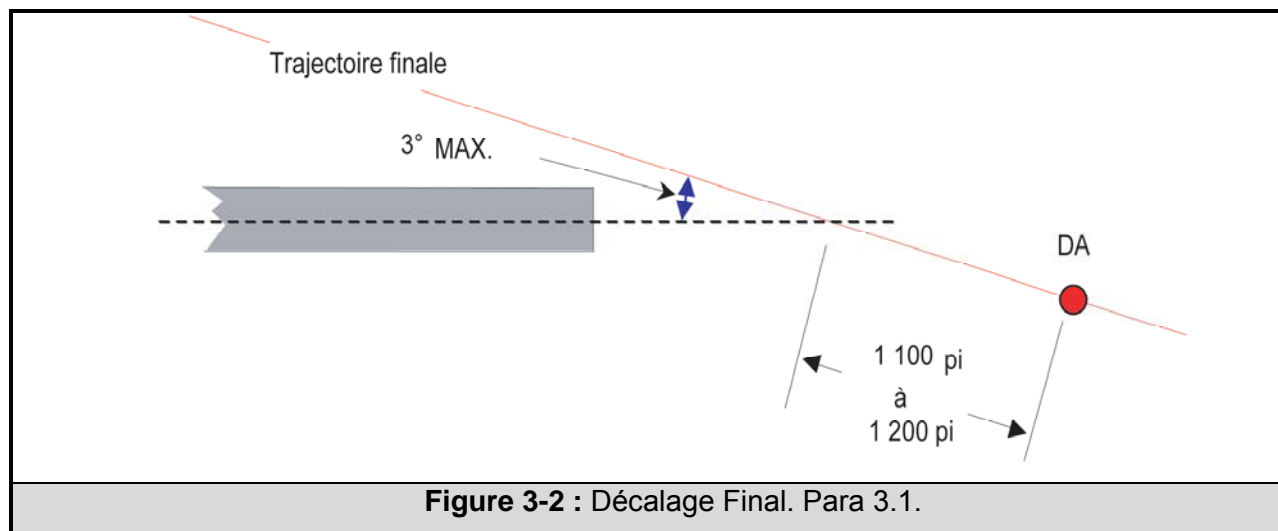 Trajectoire finale
3° MAX.
DA
1 100 pi
à
1 200 pi
Figure 3-2 : Décalage Final. Para 3.1.